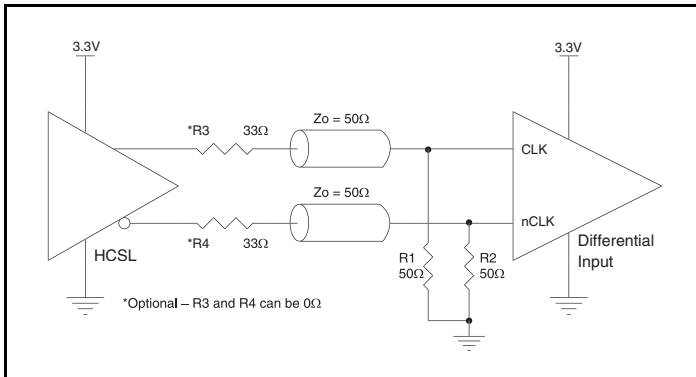 3.3V
3.3V
*R3
33Ω
Zo = 50Ω
CLK
Zo = 50Ω
nCLK
*R4
33Ω
HCSL
R1
50Ω
R2
50Ω
Differential
Input
*Optional – R3 and R4 can be 0Ω